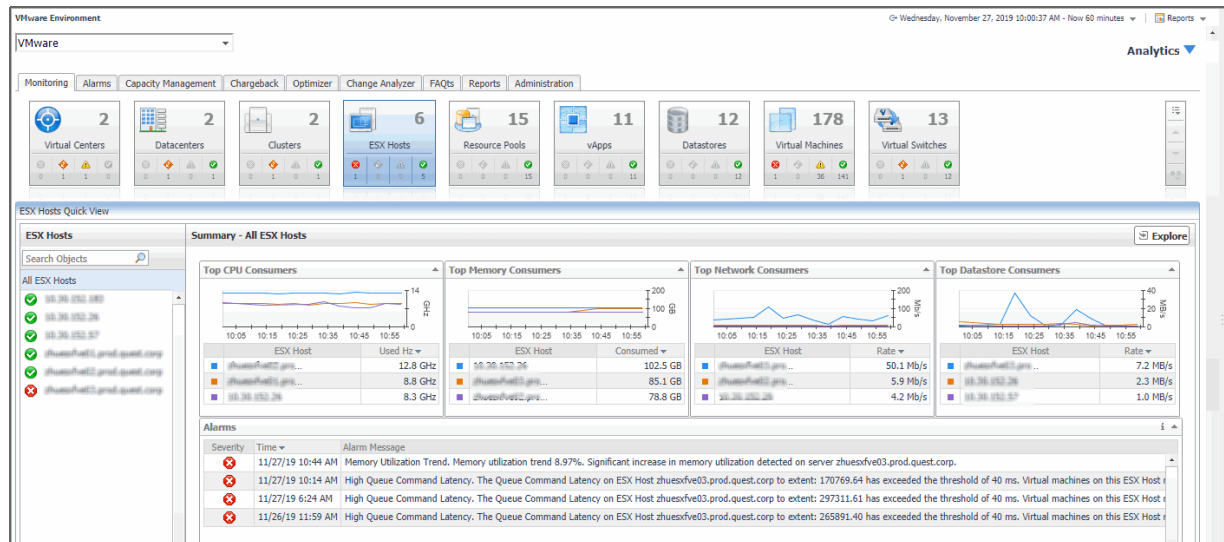 VMware Environment
Wednesday, November 27, 2019 10:00:37 AM - Now 60 minutes | Reports
VMware
Analytics
Monitoring Alarms Capacity Management Chargeback Optimizer Change Analyzer FAQts Reports Administration
2 2 2 6 15 11 12 178 13
Virtual Centers Datacenters Clusters ESX Hosts Resource Pools vApps Datastores Virtual Machines Virtual Switches
0 1 1 0 0 1 0 1 0 1 0 1 1 0 0 5 0 0 0 15 0 0 0 11 0 0 0 12 1 0 36 141 0 1 0 12
ESX Hosts Quick View
ESX Hosts
Search Objects
All ESX Hosts
Summary - All ESX Hosts
Explore
Top CPU Consumers
14
0
GHz
10:05 10:15 10:25 10:35 10:45 10:55
ESX Host Used Hz
12.8 GHz
8.8 GHz
8.3 GHz
Top Memory Consumers
200
100
0
GB
10:05 10:15 10:25 10:35 10:45 10:55
ESX Host Consumed
102.5 GB
85.1 GB
78.8 GB
Top Network Consumers
200
100
0
Mb/s
10:05 10:15 10:25 10:35 10:45 10:55
ESX Host Rate
50.1 Mb/s
5.9 Mb/s
4.2 Mb/s
Top Datastore Consumers
40
20
0
MB/s
10:05 10:15 10:25 10:35 10:45 10:55
ESX Host Rate
7.2 MB/s
2.3 MB/s
1.0 MB/s
Alarms
Severity Time Alarm Message
11/27/19 10:44 AM Memory Utilization Trend. Memory utilization trend 8.97%. Significant increase in memory utilization detected on server zhuesxfve03.prod.quest.corp.
11/27/19 10:14 AM High Queue Command Latency. The Queue Command Latency on ESX Host zhuesxfve03.prod.quest.corp to extent: 170769.64 has exceeded the threshold of 40 ms. Virtual machines on this ESX Host
11/27/19 6:24 AM High Queue Command Latency. The Queue Command Latency on ESX Host zhuesxfve03.prod.quest.corp to extent: 297311.61 has exceeded the threshold of 40 ms. Virtual machines on this ESX Host
11/26/19 11:59 AM High Queue Command Latency. The Queue Command Latency on ESX Host zhuesxfve03.prod.quest.corp to extent: 265891.40 has exceeded the threshold of 40 ms. Virtual machines on this ESX Host